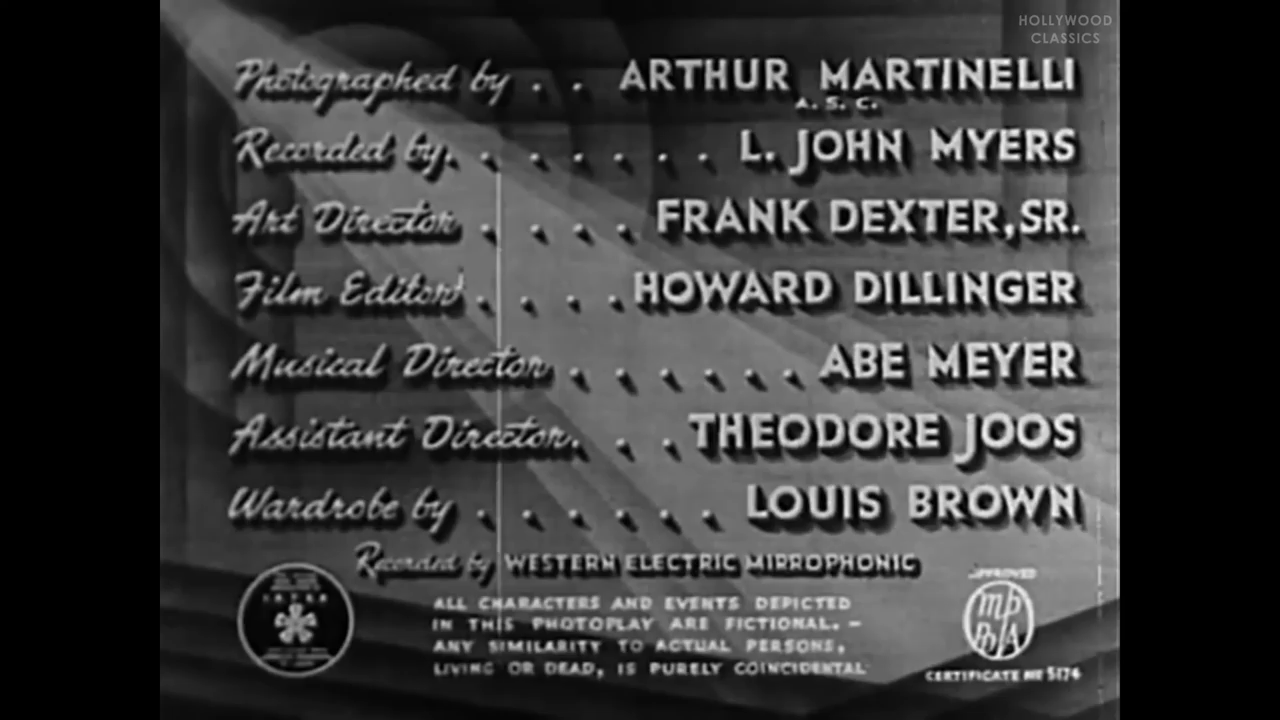 HOLLYWOOD
CLASSICS
Photographed by . . ARTHUR MARTINELLI
A. S. C.
Recorded by. . . . . . . L. JOHN MYERS
Art Director . . . . FRANK DEXTER, SR.
Film Editor . . . . HOWARD DILLINGER
Musical Director . . . . . . ABE MEYER
Assistant Director. . . THEODORE JOOS
Wardrobe by . . . . . . LOUIS BROWN
Recorded by WESTERN ELECTRIC MIRROPHONIC
ALL CHARACTERS AND EVENTS DEPICTED
IN THIS PHOTOPLAY ARE FICTIONAL. –
ANY SIMILARITY TO ACTUAL PERSONS,
LIVING OR DEAD, IS PURELY COINCIDENTAL
I A T S E
APPROVED
MPPDA
CERTIFICATE NO 5174